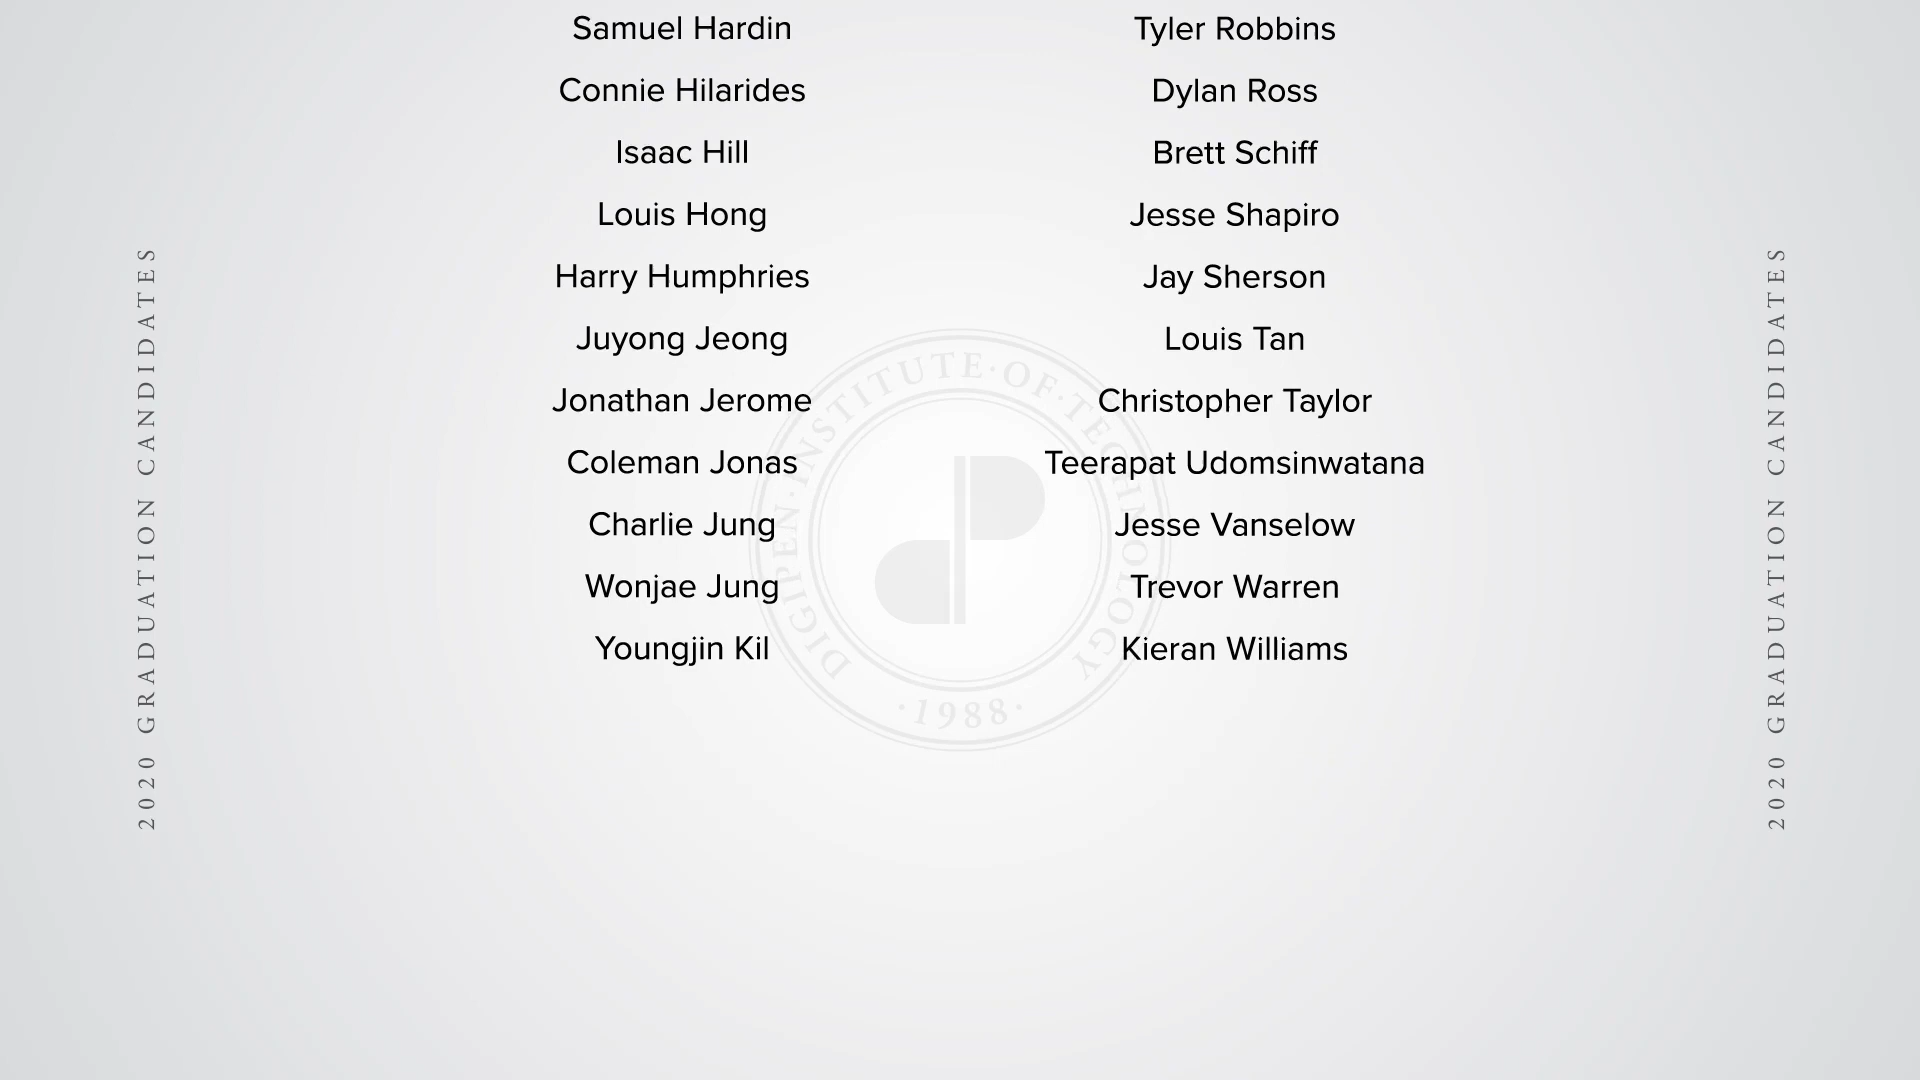 Samuel Hardin
Connie Hilarides
Isaac Hill
Louis Hong
Harry Humphries
Juyong Jeong
Jonathan Jerome
Coleman Jonas
Charlie Jung
Wonjae Jung
Youngjin Kil
Tyler Robbins
Dylan Ross
Brett Schiff
Jesse Shapiro
Jay Sherson
Louis Tan
Christopher Taylor
Teerapat Udomsinwatana
Jesse Vanselow
Trevor Warren
Kieran Williams
2020 GRADUATION CANDIDATES
2020 GRADUATION CANDIDATES
DIGIPEN·INSTITUTE·OF·TECHNOLOGY
·1988·